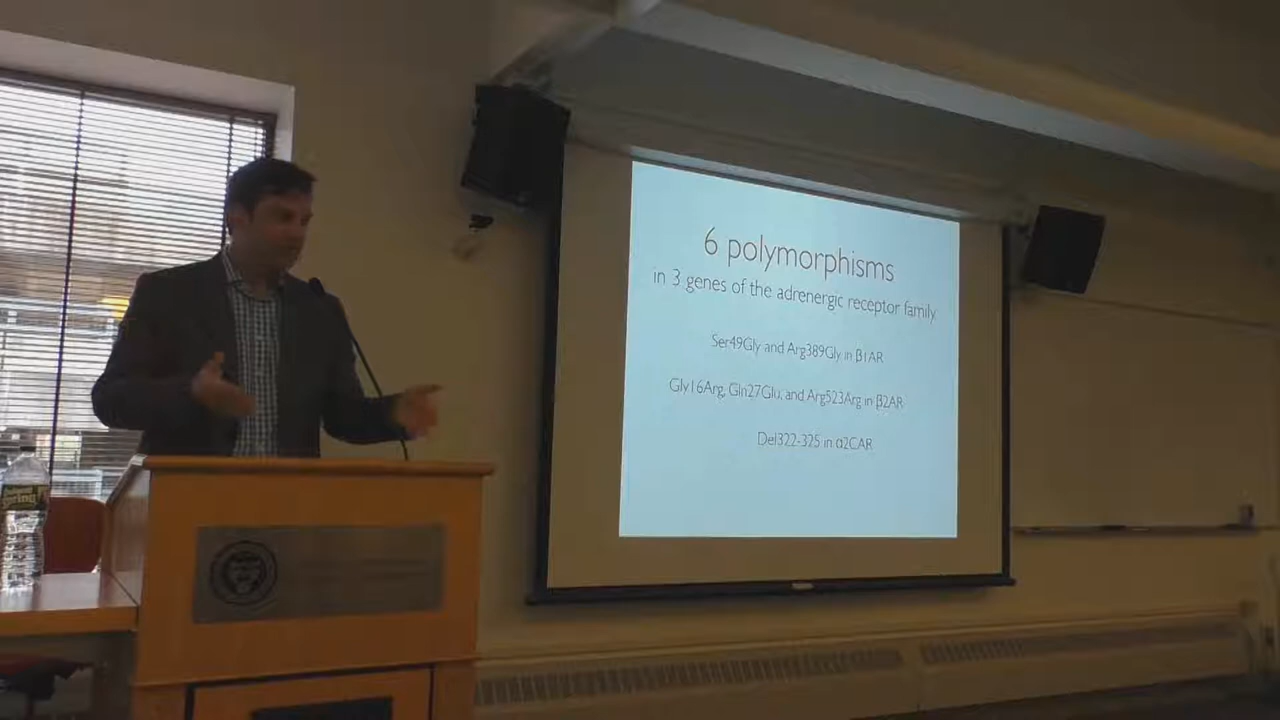 6 polymorphisms
in 3 genes of the adrenergic receptor family
Ser49Gly and Arg389Gly in β1AR
Gly16Arg, Gln27Glu, and Arg523Arg in β2AR
Del322-325 in α2CAR